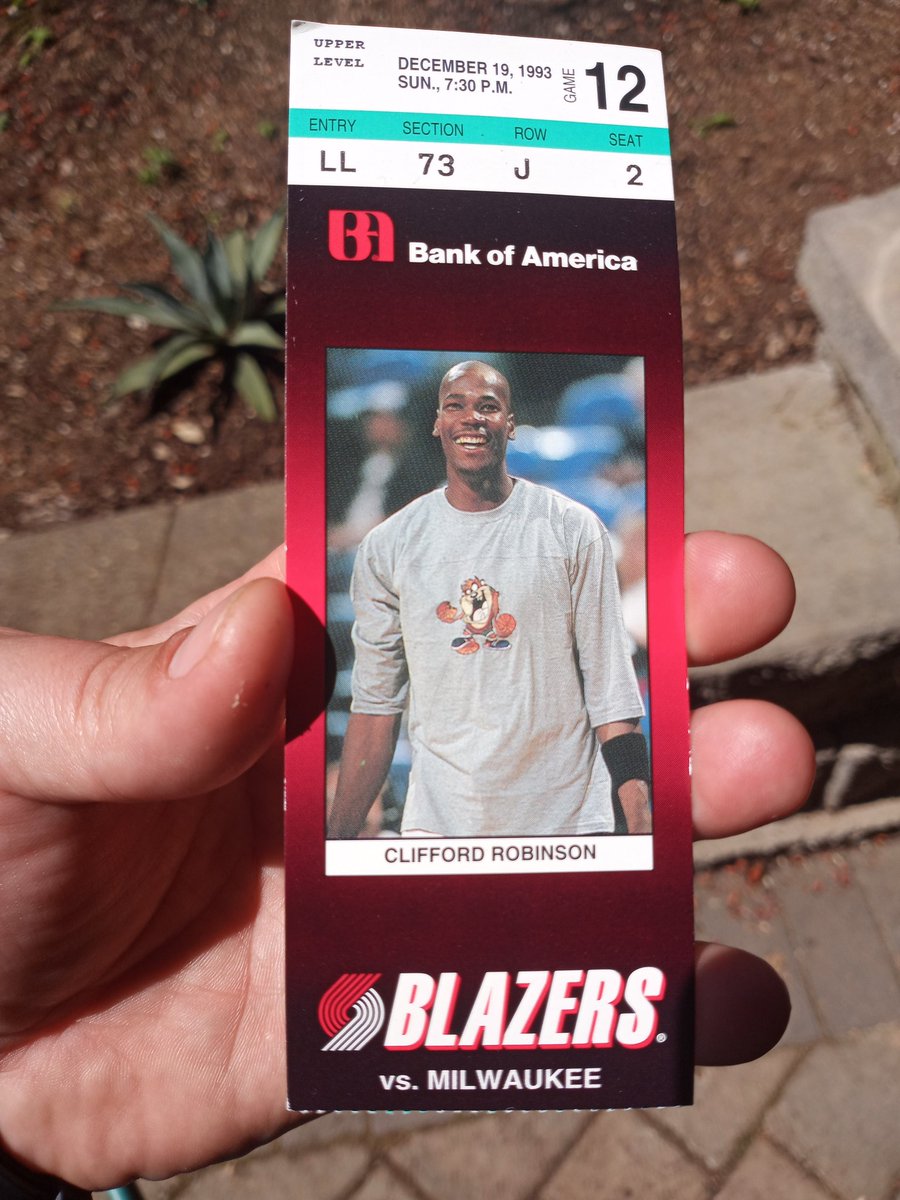 UPPER
LEVEL
DECEMBER 19, 1993
SUN., 7:30 P.M.
GAME 12
ENTRY SECTION ROW SEAT
LL 73 J 2
BA Bank of America
CLIFFORD ROBINSON
BLAZERS®
vs. MILWAUKEE